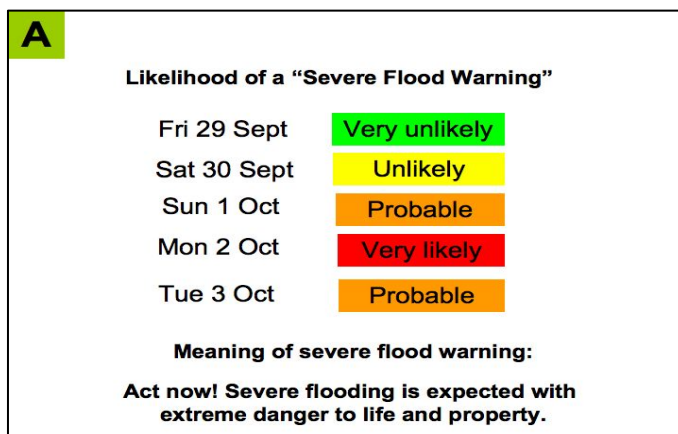 A
Likelihood of a “Severe Flood Warning”
Fri 29 Sept Very unlikely
Sat 30 Sept Unlikely
Sun 1 Oct Probable
Mon 2 Oct Very likely
Tue 3 Oct Probable
Meaning of severe flood warning:
Act now! Severe flooding is expected with
extreme danger to life and property.